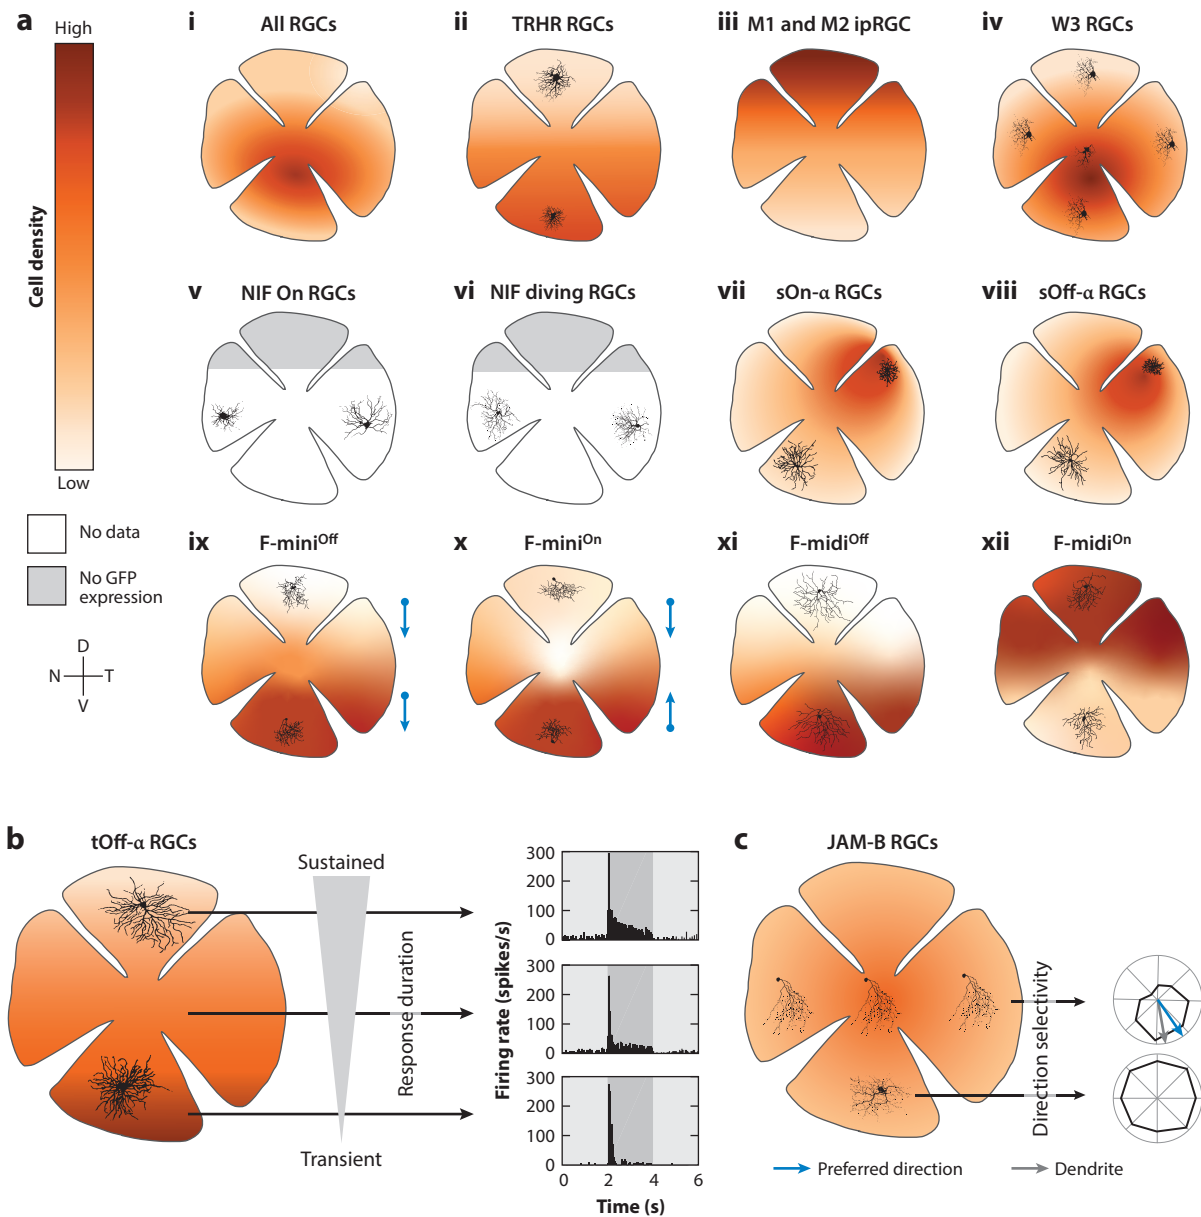 a
High
Cell density
Low
No data
No GFP
expression
D
N T
V
i All RGCs
ii TRHR RGCs
iii M1 and M2 ipRGC
iv W3 RGCs
v NIF On RGCs
vi NIF diving RGCs
vii sOn-α RGCs
viii sOff-α RGCs
ix F-miniOff
x F-miniOn
xi F-midiOff
xii F-midiOn
b
tOff-α RGCs
Sustained
Response duration
Transient
Firing rate (spikes/s)
300
200
100
0
300
200
100
0
300
200
100
0
0 2 4 6
Time (s)
c
JAM-B RGCs
Direction selectivity
Preferred direction
Dendrite